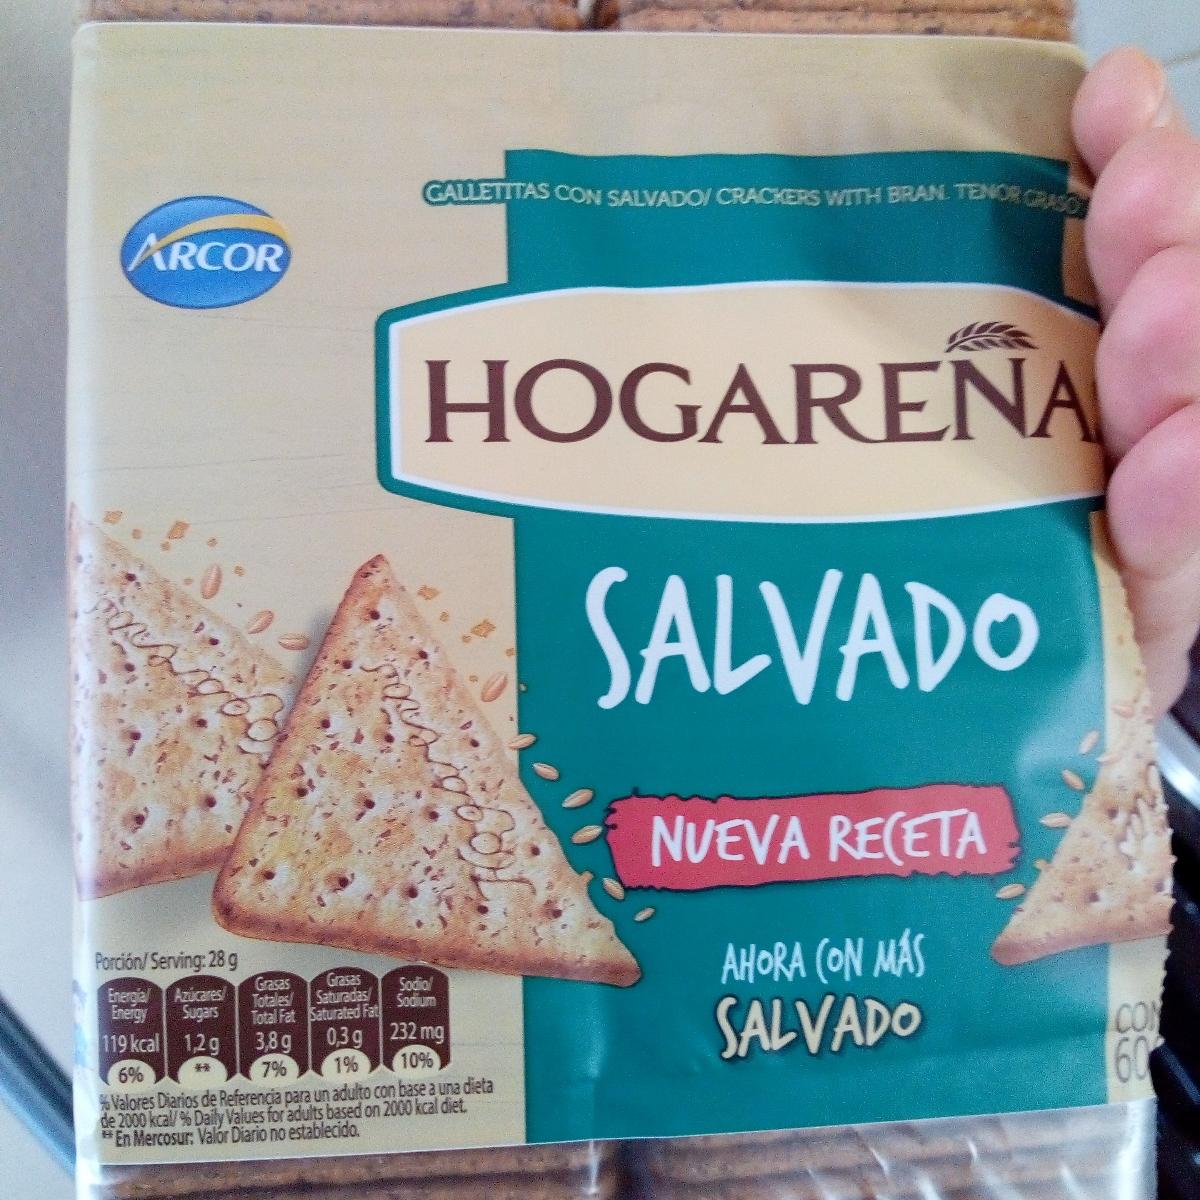 GALLETITAS CON SALVADO/ CRACKERS WITH BRAN. TENOR GRASO
ARCOR
HOGAREÑA
SALVADO
NUEVA RECETA
AHORA CON MÁS
SALVADO
Porción/ Serving: 28 g
Energía/ Energy 119 kcal 6%
Azúcares/ Sugars 1,2 g **
Grasas Totales/ Total Fat 3,8 g 7%
Grasas Saturadas/ Saturated Fat 0,3 g 1%
Sodio/ Sodium 232 mg 10%
% Valores Diarios de Referencia para un adulto con base a una dieta
de 2000 kcal/ % Daily Values for adults based on 2000 kcal diet.
** En Mercosur: Valor Diario no establecido.